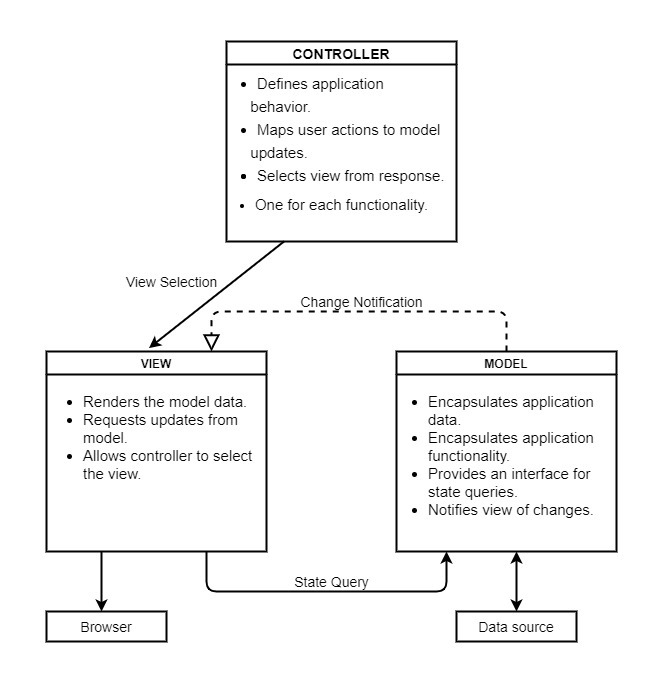 CONTROLLER
• Defines application
behavior.
• Maps user actions to model
updates.
• Selects view from response.
• One for each functionality.
View Selection
Change Notification
VIEW
• Renders the model data.
• Requests updates from
model.
• Allows controller to select
the view.
MODEL
• Encapsulates application
data.
• Encapsulates application
functionality.
• Provides an interface for
state queries.
• Notifies view of changes.
State Query
Browser
Data source